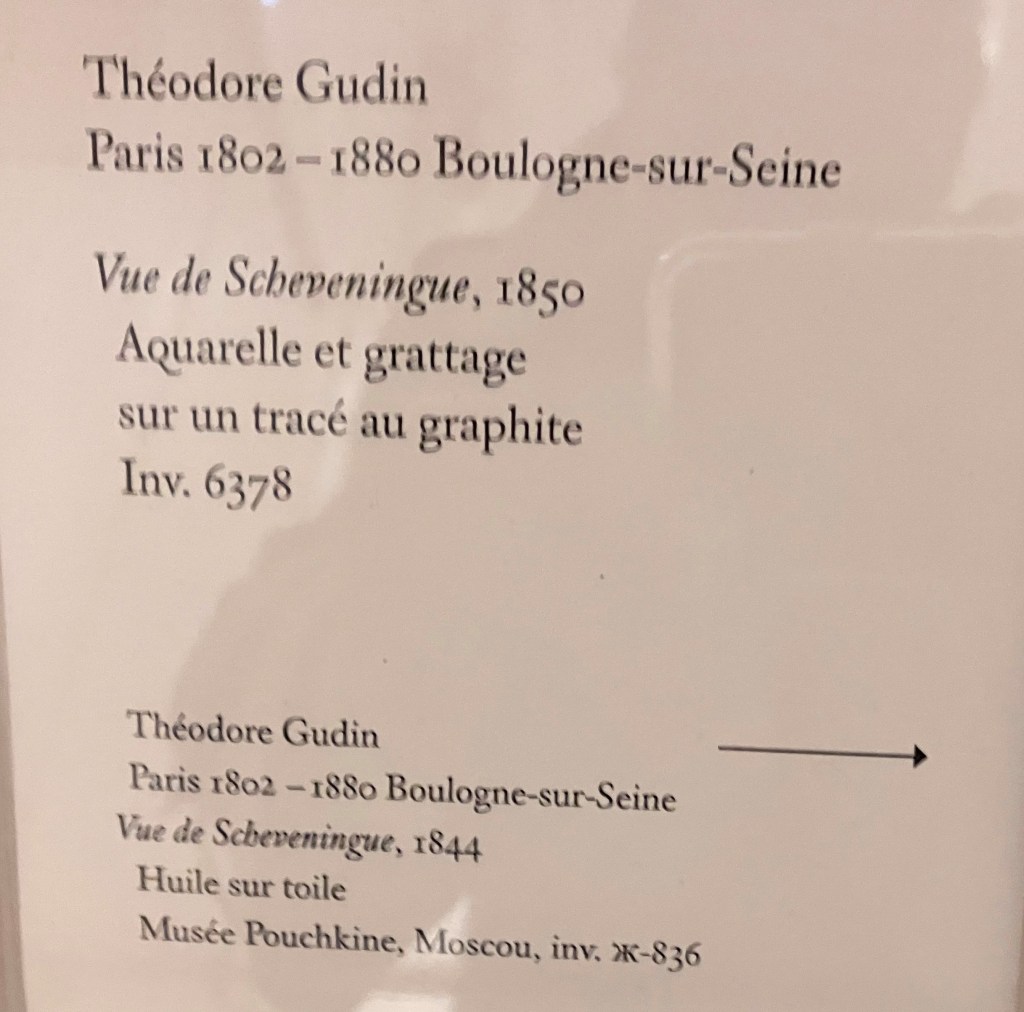 Théodore Gudin
Paris 1802 – 1880 Boulogne-sur-Seine
Vue de Scheveningue, 1850
Aquarelle et grattage
sur un tracé au graphite
Inv. 6378
Théodore Gudin
Paris 1802 – 1880 Boulogne-sur-Seine
Vue de Scheveningue, 1844
Huile sur toile
Musée Pouchkine, Moscou, inv. Ж-836